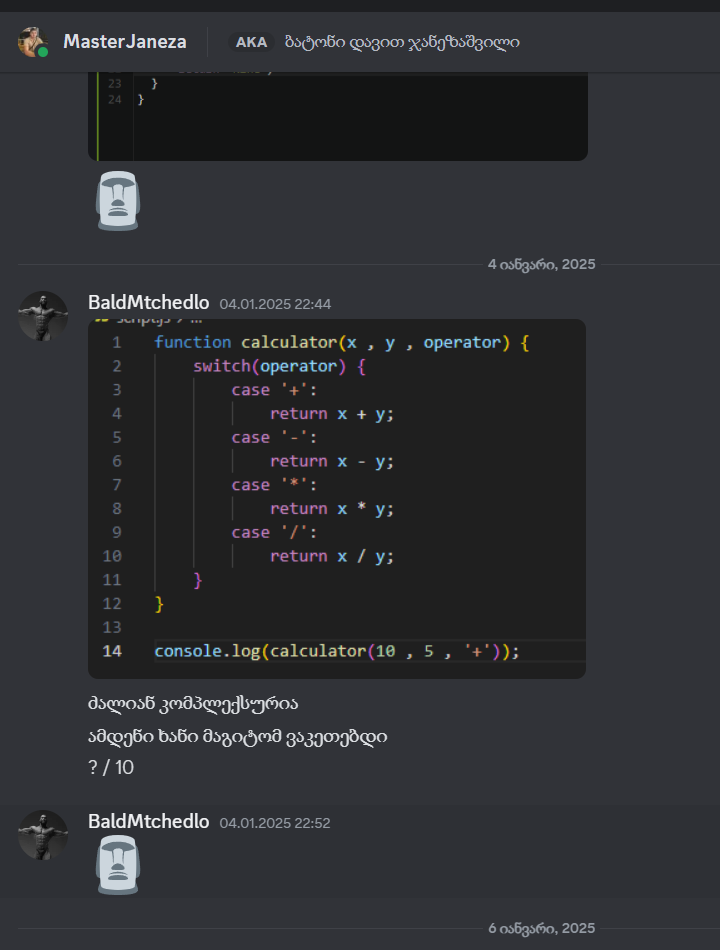 MasterJaneza AKA ბატონი დავით ჯანეზაშვილი
23 }
24 }
4 იანვარი, 2025
BaldMtchedlo 04.01.2025 22:44
1 function calculator(x , y , operator) {
2 switch(operator) {
3 case '+':
4 return x + y;
5 case '-':
6 return x - y;
7 case '*':
8 return x * y;
9 case '/':
10 return x / y;
11 }
12 }
13
14 console.log(calculator(10 , 5 , '+'));
ძალიან კომპლექსურია
ამდენი ხანი მაგიტომ ვაკეთებდი
? / 10
BaldMtchedlo 04.01.2025 22:52
6 იანვარი, 2025